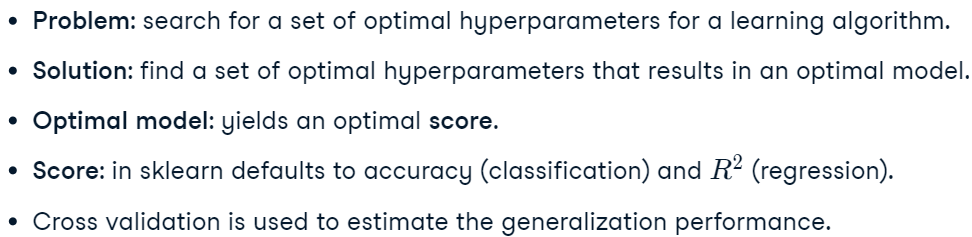 • Problem: search for a set of optimal hyperparameters for a learning algorithm.
• Solution: find a set of optimal hyperparameters that results in an optimal model.
• Optimal model: yields an optimal score.
• Score: in sklearn defaults to accuracy (classification) and R² (regression).
• Cross validation is used to estimate the generalization performance.